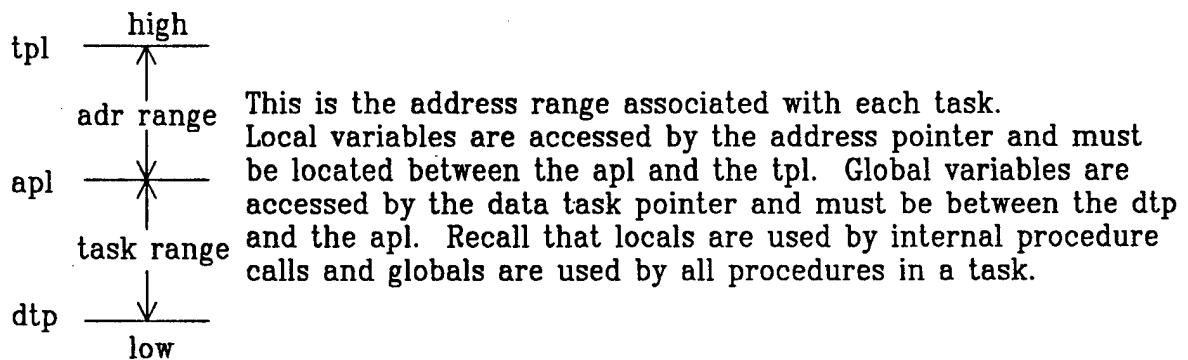 high
tpl
adr range
apl
task range
dtp
low
This is the address range associated with each task.
Local variables are accessed by the address pointer and must
be located between the apl and the tpl. Global variables are
accessed by the data task pointer and must be between the dtp
and the apl. Recall that locals are used by internal procedure
calls and globals are used by all procedures in a task.